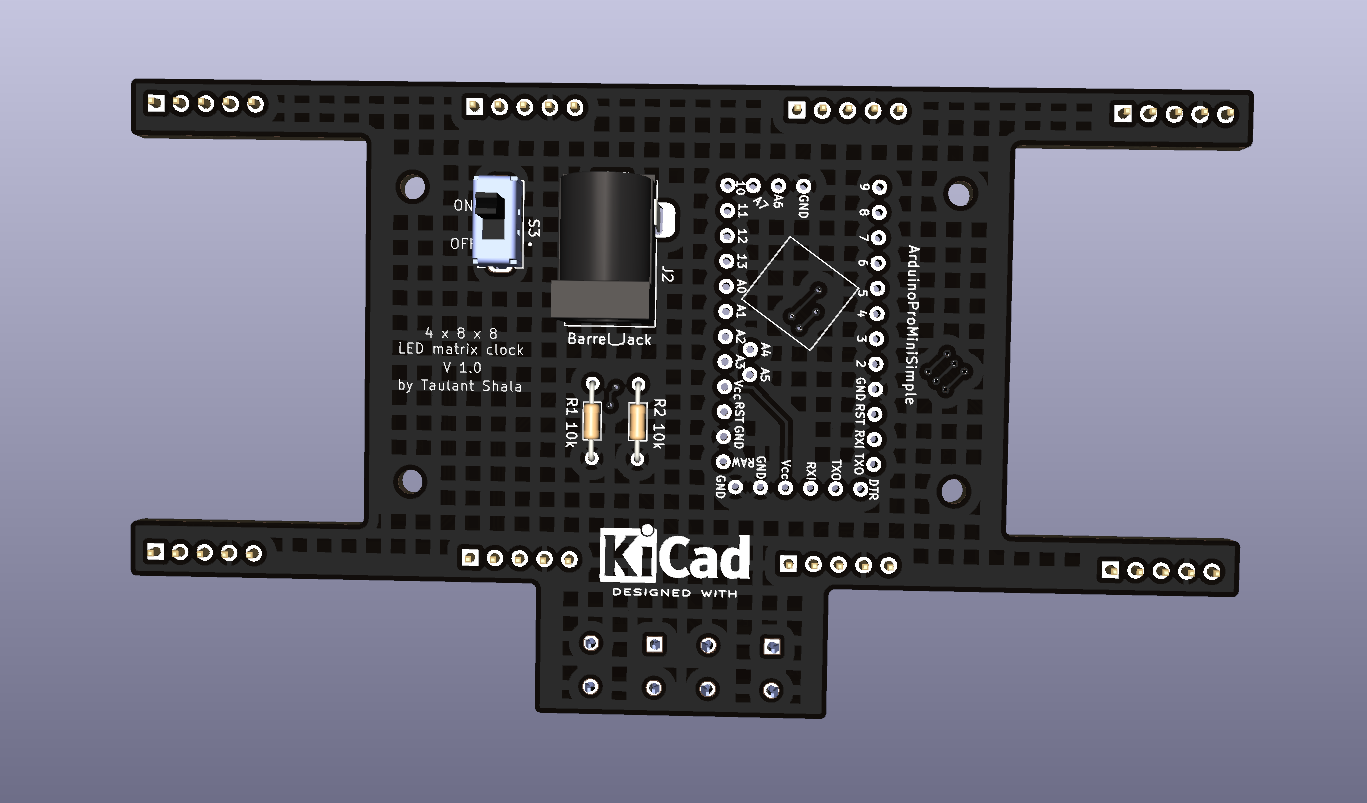 ON
OFF
S3
J2
Barrel_Jack
4 x 8 x 8
LED matrix clock
V 1.0
by Taulant Shala
R1 10k
R2 10k
10
A7
A6
GND
11
12
13
A0
A1
A2
A3
A4
A5
Vcc
RST
GND
RAW
9
8
7
6
5
4
3
2
GND
RST
RXI
TXO
GND
GND
Vcc
RXI
TXO
DTR
ArduinoProMiniSimple
KiCad
DESIGNED WITH